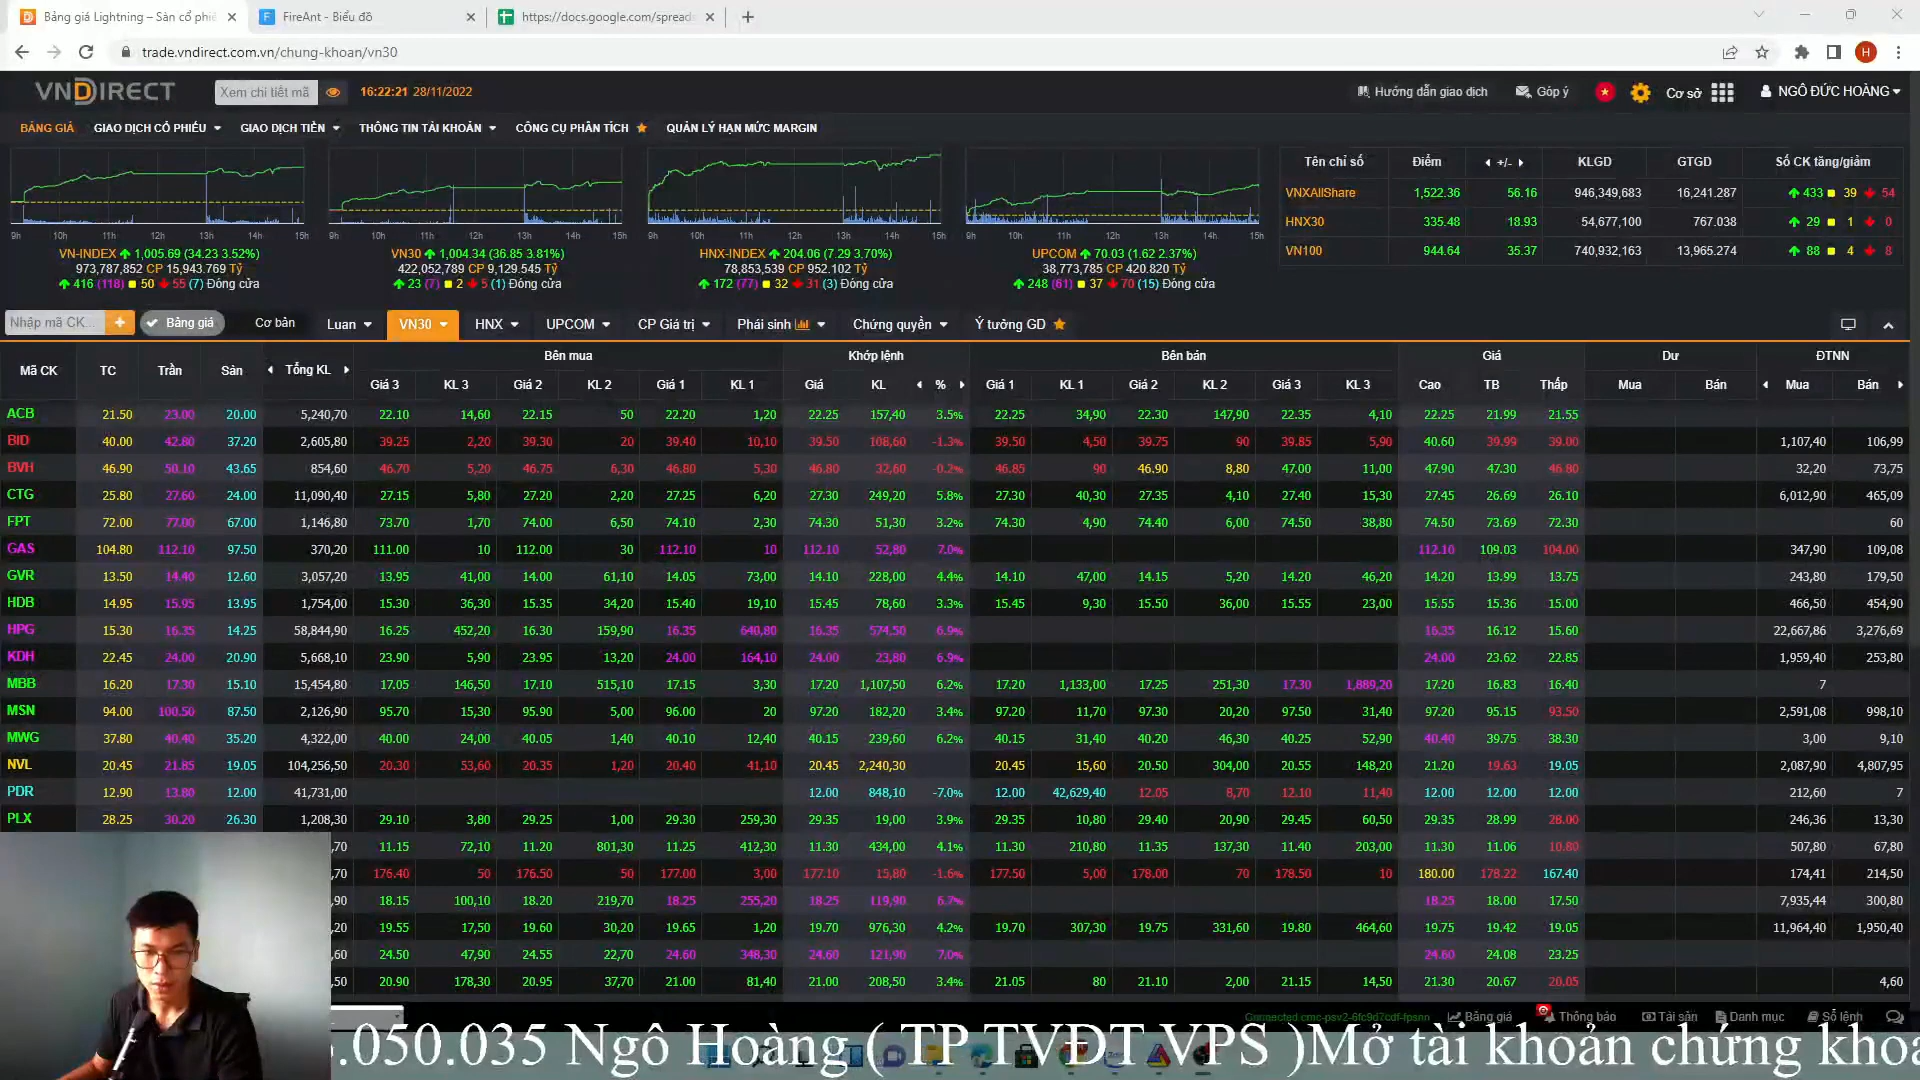 Bảng giá Lightning – Sàn cổ phiế
FireAnt - Biểu đồ
https://docs.google.com/spreads
trade.vndirect.com.vn/chung-khoan/vn30
VNDIRECT Xem chi tiết mã 16:22:21 28/11/2022 Hướng dẫn giao dịch Góp ý Cơ sở NGÔ ĐỨC HOÀNG
BẢNG GIÁ GIAO DỊCH CỔ PHIẾU GIAO DỊCH TIỀN THÔNG TIN TÀI KHOẢN CÔNG CỤ PHÂN TÍCH QUẢN LÝ HẠN MỨC MARGIN
9h 10h 11h 12h 13h 14h 15h
VN-INDEX 1,005.69 (34.23 3.52%)
973,787,852 CP 15,943.769 Tỷ
416 (118) 50 55 (7) Đóng cửa
9h 10h 11h 12h 13h 14h 15h
VN30 1,004.34 (36.85 3.81%)
422,052,789 CP 9,129.545 Tỷ
23 (7) 2 5 (1) Đóng cửa
9h 10h 11h 12h 13h 14h 15h
HNX-INDEX 204.06 (7.29 3.70%)
78,853,539 CP 952.102 Tỷ
172 (77) 32 31 (3) Đóng cửa
9h 10h 11h 12h 13h 14h 15h
UPCOM 70.03 (1.62 2.37%)
38,773,785 CP 420.820 Tỷ
248 (61) 37 70 (15) Đóng cửa
Tên chỉ số Điểm +/- KLGD GTGD Số CK tăng/giảm
VNXAllShare 1,522.36 56.16 946,349,683 16,241.287 433 39 54
HNX30 335.48 18.93 54,677,100 767.038 29 1 0
VN100 944.64 35.37 740,932,163 13,965.274 88 4 8
Nhập mã CK... + Bảng giá Cơ bản Luan VN30 HNX UPCOM CP Giá trị Phái sinh Chứng quyền Ý tưởng GD
Mã CK TC Trần Sàn Tổng KL Bên mua Khớp lệnh Bên bán Giá Dư ĐTNN
Giá 3 KL 3 Giá 2 KL 2 Giá 1 KL 1 Giá KL % Giá 1 KL 1 Giá 2 KL 2 Giá 3 KL 3 Cao TB Thấp Mua Bán Mua Bán
ACB 21.50 23.00 20.00 5,240,70 22.10 14,60 22.15 50 22.20 1,20 22.25 157,40 3.5% 22.25 34,90 22.30 147,90 22.35 4,10 22.25 21.99 21.55
BID 40.00 42.80 37.20 2,605,80 39.25 2,20 39.30 20 39.40 10,10 39.50 108,60 -1.3% 39.50 4,50 39.75 90 39.85 5,90 40.60 39.99 39.00 1,107,40 106,99
BVH 46.90 50.10 43.65 854,60 46.70 5,20 46.75 6,30 46.80 5,30 46.80 32,60 -0.2% 46.85 90 46.90 8,80 47.00 11,00 47.90 47.30 46.80 32,20 73,75
CTG 25.80 27.60 24.00 11,090,40 27.15 5,80 27.20 2,20 27.25 6,20 27.30 249,20 5.8% 27.30 40,30 27.35 4,10 27.40 15,30 27.45 26.69 26.10 6,012,90 465,09
FPT 72.00 77.00 67.00 1,146,80 73.70 1,70 74.00 6,50 74.10 2,30 74.30 51,30 3.2% 74.30 4,90 74.40 6,00 74.50 38,80 74.50 73.69 72.30 60
GAS 104.80 112.10 97.50 370,20 111.00 10 112.00 30 112.10 10 112.10 52,80 7.0% 112.10 109.03 104.00 347,90 109,08
GVR 13.50 14.40 12.60 3,057,20 13.95 41,00 14.00 61,10 14.05 73,00 14.10 228,00 4.4% 14.10 47,00 14.15 5,20 14.20 46,20 14.20 13.99 13.75 243,80 179,50
HDB 14.95 15.95 13.95 1,754,00 15.30 36,30 15.35 34,20 15.40 19,10 15.45 78,60 3.3% 15.45 9,30 15.50 36,00 15.55 23,00 15.55 15.36 15.00 466,50 454,90
HPG 15.30 16.35 14.25 58,844,90 16.25 452,20 16.30 159,90 16.35 640,80 16.35 574,50 6.9% 16.35 16.12 15.60 22,667,86 3,276,69
KDH 22.45 24.00 20.90 5,668,10 23.90 5,90 23.95 13,20 24.00 164,10 24.00 23,80 6.9% 24.00 23.62 22.85 1,959,40 253,80
MBB 16.20 17.30 15.10 15,454,80 17.05 146,50 17.10 515,10 17.15 3,30 17.20 1,107,50 6.2% 17.20 1,133,00 17.25 251,30 17.30 1,889,20 17.20 16.83 16.40 7
MSN 94.00 100.50 87.50 2,126,90 95.70 15,30 95.90 5,00 96.00 20 97.20 182,20 3.4% 97.20 11,70 97.30 20,20 97.50 31,40 97.20 95.15 93.50 2,591,08 998,10
MWG 37.80 40.40 35.20 4,322,00 40.00 24,00 40.05 1,40 40.10 12,40 40.15 239,60 6.2% 40.15 31,40 40.20 46,30 40.25 52,90 40.40 39.75 38.30 3,00 9,10
NVL 20.45 21.85 19.05 104,256,50 20.30 53,60 20.35 1,20 20.40 41,10 20.45 2,240,30 20.45 15,60 20.50 304,00 20.55 148,20 21.20 19.63 19.05 2,087,90 4,807,95
PDR 12.90 13.80 12.00 41,731,00 12.00 848,10 -7.0% 12.00 42,629,40 12.05 8,70 12.10 11,40 12.00 12.00 12.00 212,60 7
PLX 28.25 30.20 26.30 1,208,30 29.10 3,80 29.25 1,00 29.30 259,30 29.35 19,00 3.9% 29.35 10,80 29.40 20,90 29.45 60,50 29.35 28.99 28.00 246,36 13,30
,70 11.15 72,10 11.20 801,30 11.25 412,30 11.30 434,00 4.1% 11.30 210,80 11.35 137,30 11.40 203,00 11.30 11.06 10.80 507,80 67,80
,70 176.40 50 176.50 50 177.00 3,00 177.10 15,80 -1.6% 177.50 5,00 178.00 70 178.50 10 180.00 178.22 167.40 174,41 214,50
,90 18.15 100,10 18.20 219,70 18.25 255,20 18.25 119,90 6.7% 18.25 18.00 17.50 7,935,44 300,80
,20 19.55 17,50 19.60 30,20 19.65 1,20 19.70 976,30 4.2% 19.70 307,30 19.75 331,60 19.80 464,60 19.75 19.42 19.05 11,964,40 1,950,40
,60 24.50 47,90 24.55 22,70 24.60 348,30 24.60 121,90 7.0% 24.60 24.08 23.25
,50 20.90 178,30 20.95 37,70 21.00 81,40 21.00 208,50 3.4% 21.05 80 21.10 2,00 21.15 14,50 21.30 20.67 20.05 4,60
Connected:cmc-psv2-6fc9d7cdf-fpsnn Bảng giá Thông báo Tài sản Danh mục Sổ lệnh
.050.035 Ngô Hoàng ( TP TVĐT VPS )Mở tài khoản chứng khoá